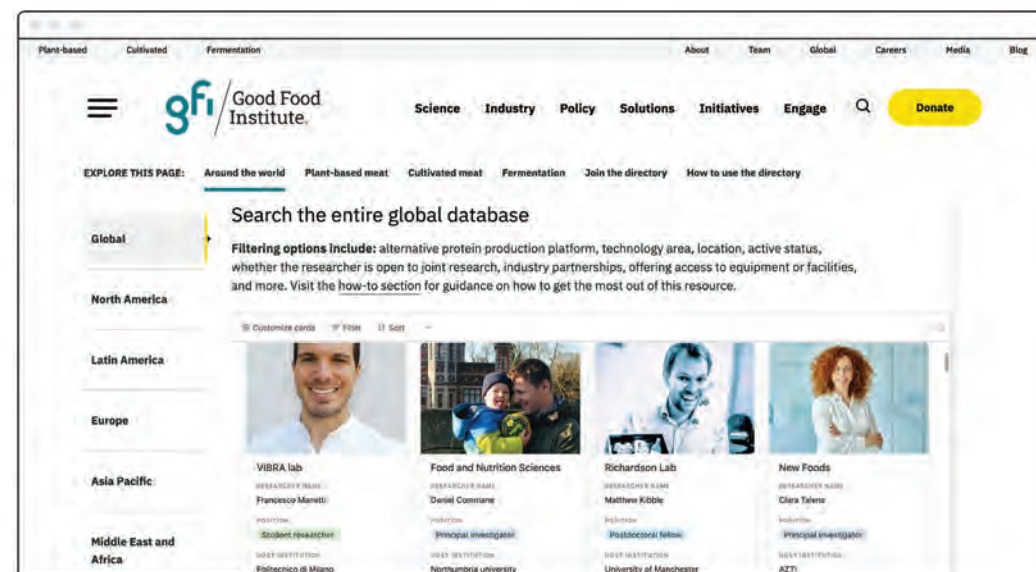 Plant-based Cultivated Fermentation About Team Global Careers Media Blog
gfi Good Food
Institute.
Science Industry Policy Solutions Initiatives Engage Donate
EXPLORE THIS PAGE: Around the world Plant-based meat Cultivated meat Fermentation Join the directory How to use the directory
Global
North America
Latin America
Europe
Asia Pacific
Middle East and
Africa
Search the entire global database
Filtering options include: alternative protein production platform, technology area, location, active status,
whether the researcher is open to joint research, industry partnerships, offering access to equipment or facilities,
and more. Visit the how-to section for guidance on how to get the most out of this resource.
Customize cards Filter Sort
VIBRA lab Food and Nutrition Sciences Richardson Lab New Foods
RESEARCHER NAME RESEARCHER NAME RESEARCHER NAME RESEARCHER NAME
Francesco Manetti Daniel Commane Matthew Kibble Clara Talens
POSITION POSITION POSITION POSITION
Student researcher Principal investigator Postdoctoral fellow Principal investigator
HOST INSTITUTION HOST INSTITUTION HOST INSTITUTION HOST INSTITUTION
Politecnico di Milano Northumbria university University of Manchester AZTI